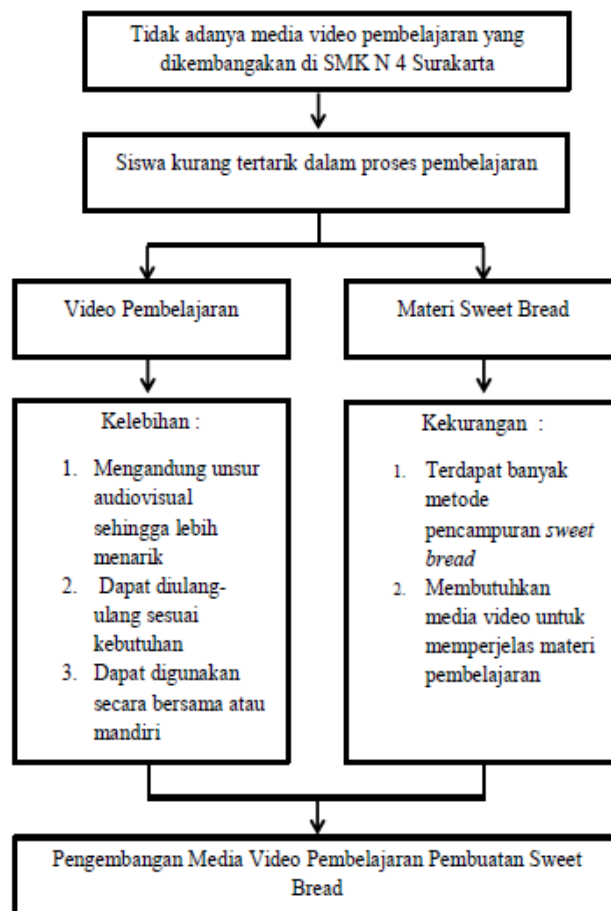 Tidak adanya media video pembelajaran yang
dikembangakan di SMK N 4 Surakarta
Siswa kurang tertarik dalam proses pembelajaran
Video Pembelajaran
Materi Sweet Bread
Kelebihan :
1. Mengandung unsur
audiovisual
sehingga lebih
menarik
2. Dapat diulang-
ulang sesuai
kebutuhan
3. Dapat digunakan
secara bersama atau
mandiri
Kekurangan :
1. Terdapat banyak
metode
pencampuran sweet
bread
2. Membutuhkan
media video untuk
memperjelas materi
pembelajaran
Pengembangan Media Video Pembelajaran Pembuatan Sweet
Bread